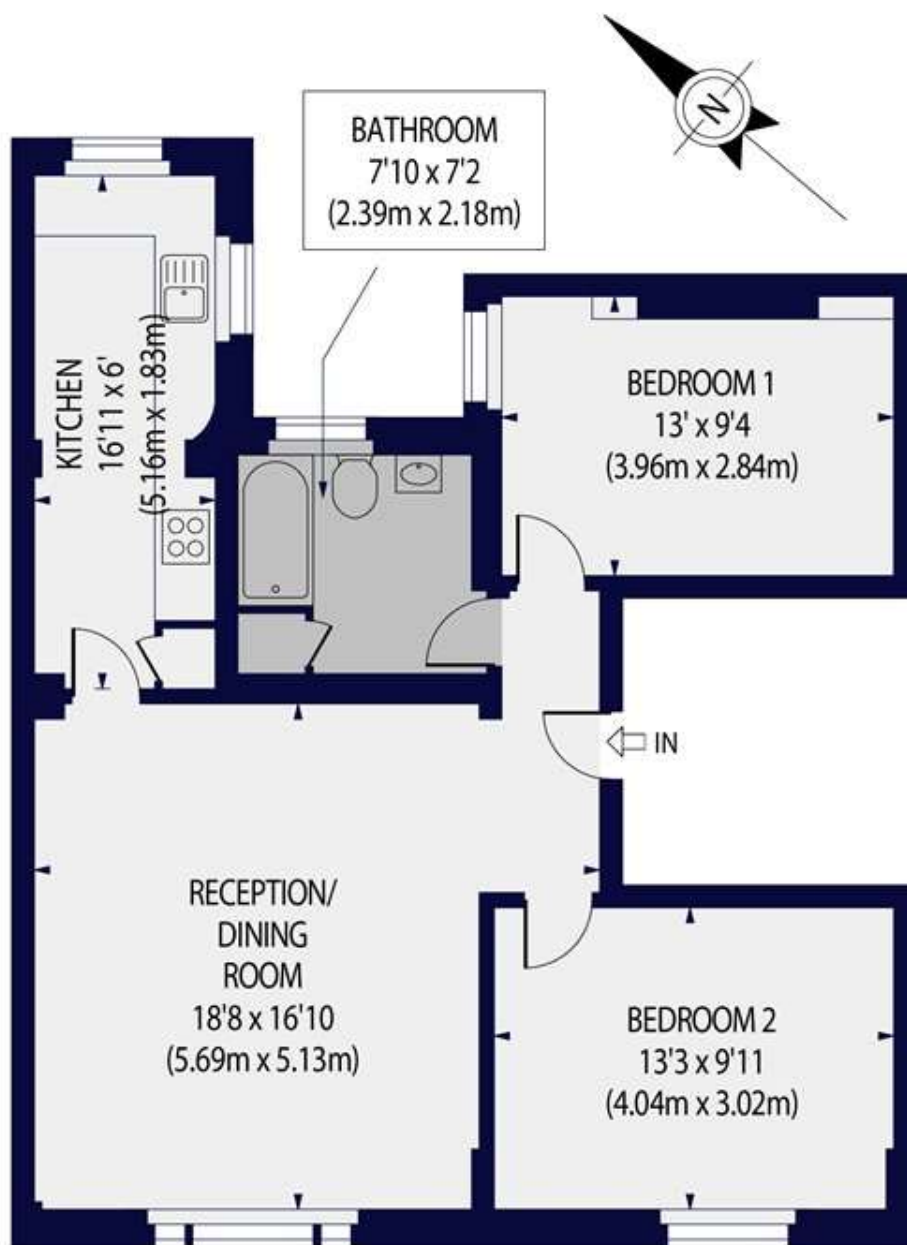 N
BATHROOM
7'10 x 7'2
(2.39m x 2.18m)
KITCHEN
16'11 x 6'
(5.16m x 1.83m)
BEDROOM 1
13' x 9'4
(3.96m x 2.84m)
IN
RECEPTION/
DINING
ROOM
18'8 x 16'10
(5.69m x 5.13m)
BEDROOM 2
13'3 x 9'11
(4.04m x 3.02m)